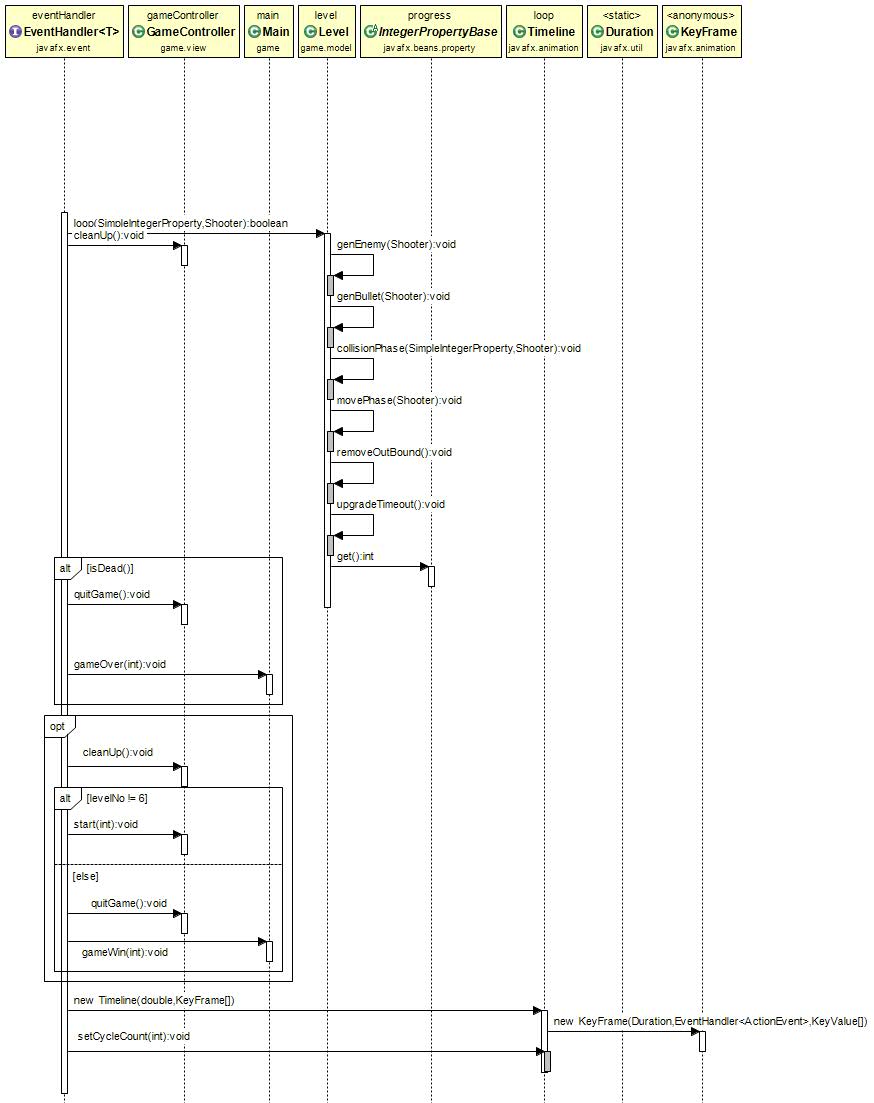 eventHandler gameController main level progress loop <static> <anonymous>
I EventHandler<T> C GameController C Main C Level C IntegerPropertyBase C Timeline C Duration C KeyFrame
javafx.event game.view game game.model javafx.beans.property javafx.animation javafx.util javafx.animation
loop(SimpleIntegerProperty,Shooter):boolean
cleanUp():void
genEnemy(Shooter):void
genBullet(Shooter):void
collisionPhase(SimpleIntegerProperty,Shooter):void
movePhase(Shooter):void
removeOutBound():void
upgradeTimeout():void
get():int
alt [isDead()]
quitGame():void
gameOver(int):void
opt
cleanUp():void
alt [levelNo != 6]
start(int):void
[else]
quitGame():void
gameWin(int):void
new Timeline(double,KeyFrame[])
new KeyFrame(Duration,EventHandler<ActionEvent>,KeyValue[])
setCycleCount(int):void